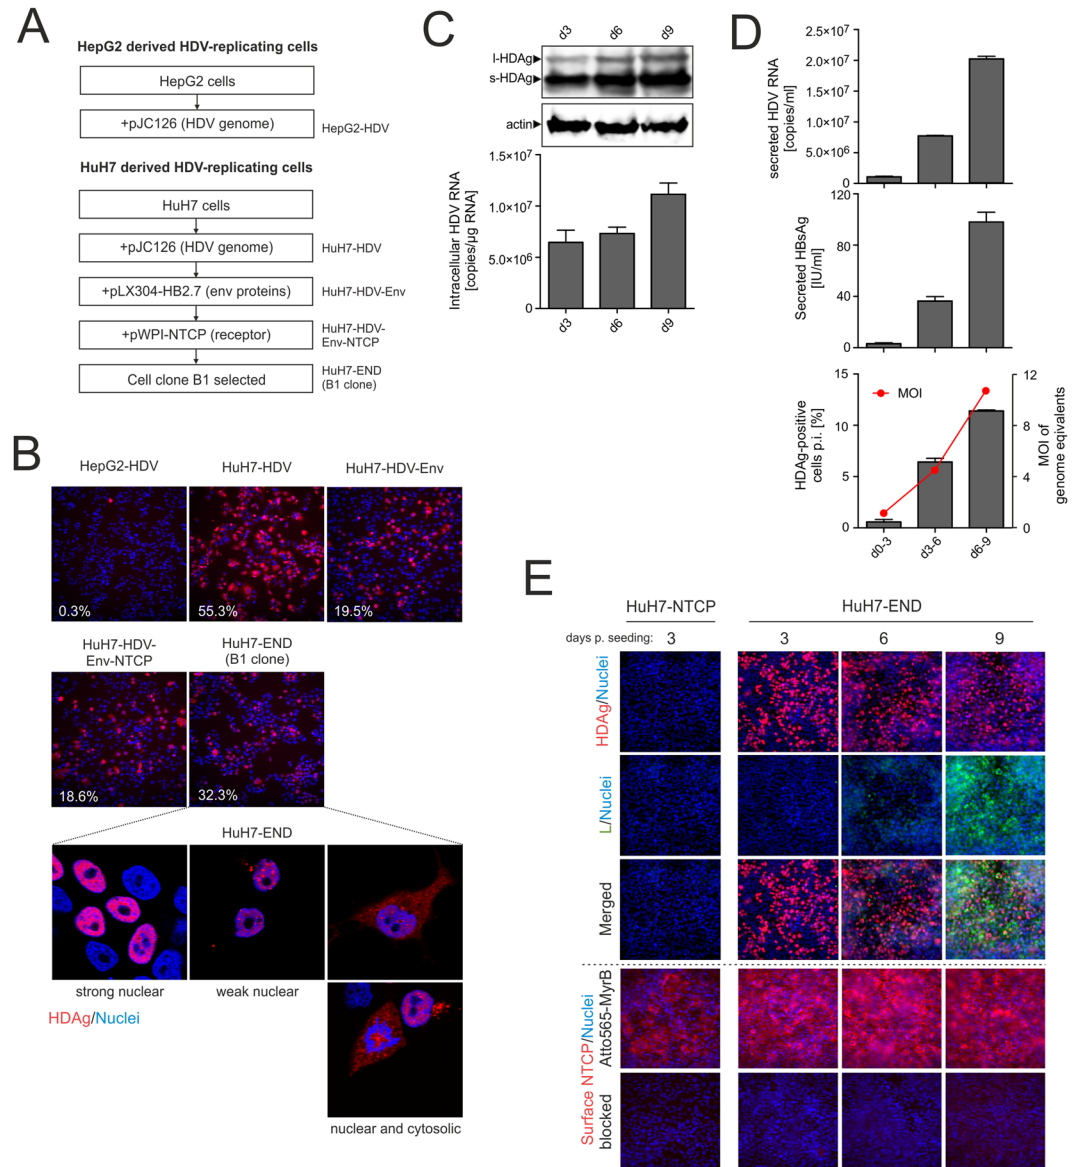 A
HepG2 derived HDV-replicating cells
HepG2 cells
+pJC126 (HDV genome)
HepG2-HDV
HuH7 derived HDV-replicating cells
HuH7 cells
+pJC126 (HDV genome)
HuH7-HDV
+pLX304-HB2.7 (env proteins)
HuH7-HDV-Env
+pWPI-NTCP (receptor)
HuH7-HDV-
Env-NTCP
Cell clone B1 selected
HuH7-END
(B1 clone)
B
HepG2-HDV
HuH7-HDV
HuH7-HDV-Env
0.3%
55.3%
19.5%
HuH7-HDV-
Env-NTCP
HuH7-END
(B1 clone)
18.6%
32.3%
HuH7-END
strong nuclear
weak nuclear
HDAg/Nuclei
nuclear and cytosolic
C
d3
d6
d9
l-HDAg
s-HDAg
actin
Intracellular HDV RNA
[copies/µg RNA]
1.5×10⁷
1.0×10⁷
5.0×10⁶
0
d3
d6
d9
D
secreted HDV RNA
[copies/ml]
2.5×10⁷
2.0×10⁷
1.5×10⁷
1.0×10⁷
5.0×10⁶
0
Secreted HBsAg
[IU/ml]
120
80
40
0
HDAg-positive
cells p.i. [%]
15
10
5
0
MOI
12
8
4
0
MOI of
genome eqivalents
d0-3
d3-6
d6-9
E
HuH7-NTCP
HuH7-END
days p. seeding:
3
3
6
9
HDAg/Nuclei
L/Nuclei
Merged
Surface NTCP/Nuclei
Atto565-MyrB
blocked